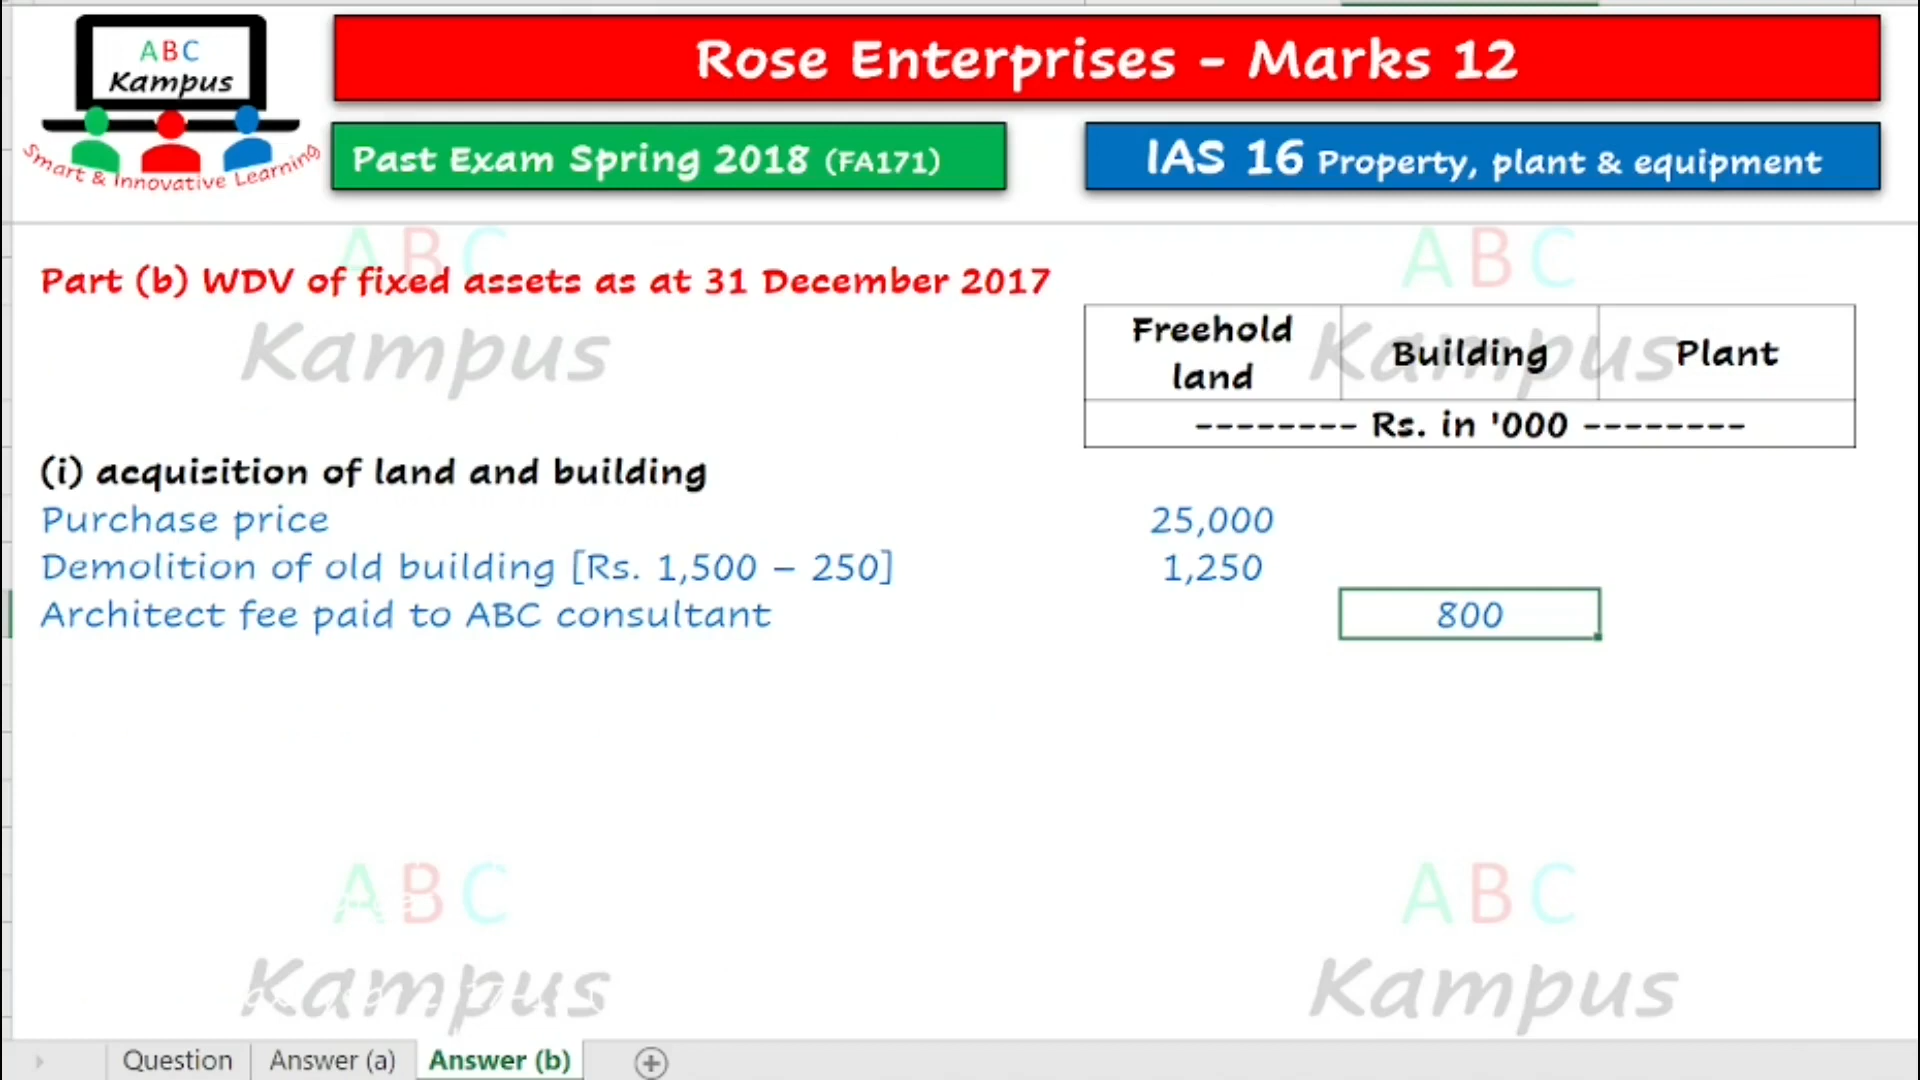 ABC
Kampus
Smart & Innovative Learning
Rose Enterprises - Marks 12
Past Exam Spring 2018 (FA171)
IAS 16 Property, plant & equipment
ABC
Kampus
ABC
Kampus
Part (b) WDV of fixed assets as at 31 December 2017
Freehold land
Building
Plant
-------- Rs. in '000 --------
(i) acquisition of land and building
Purchase price 25,000
Demolition of old building [Rs. 1,500 – 250] 1,250
Architect fee paid to ABC consultant 800
ABC
Kampus
ABC
Kampus
Question Answer (a) Answer (b)